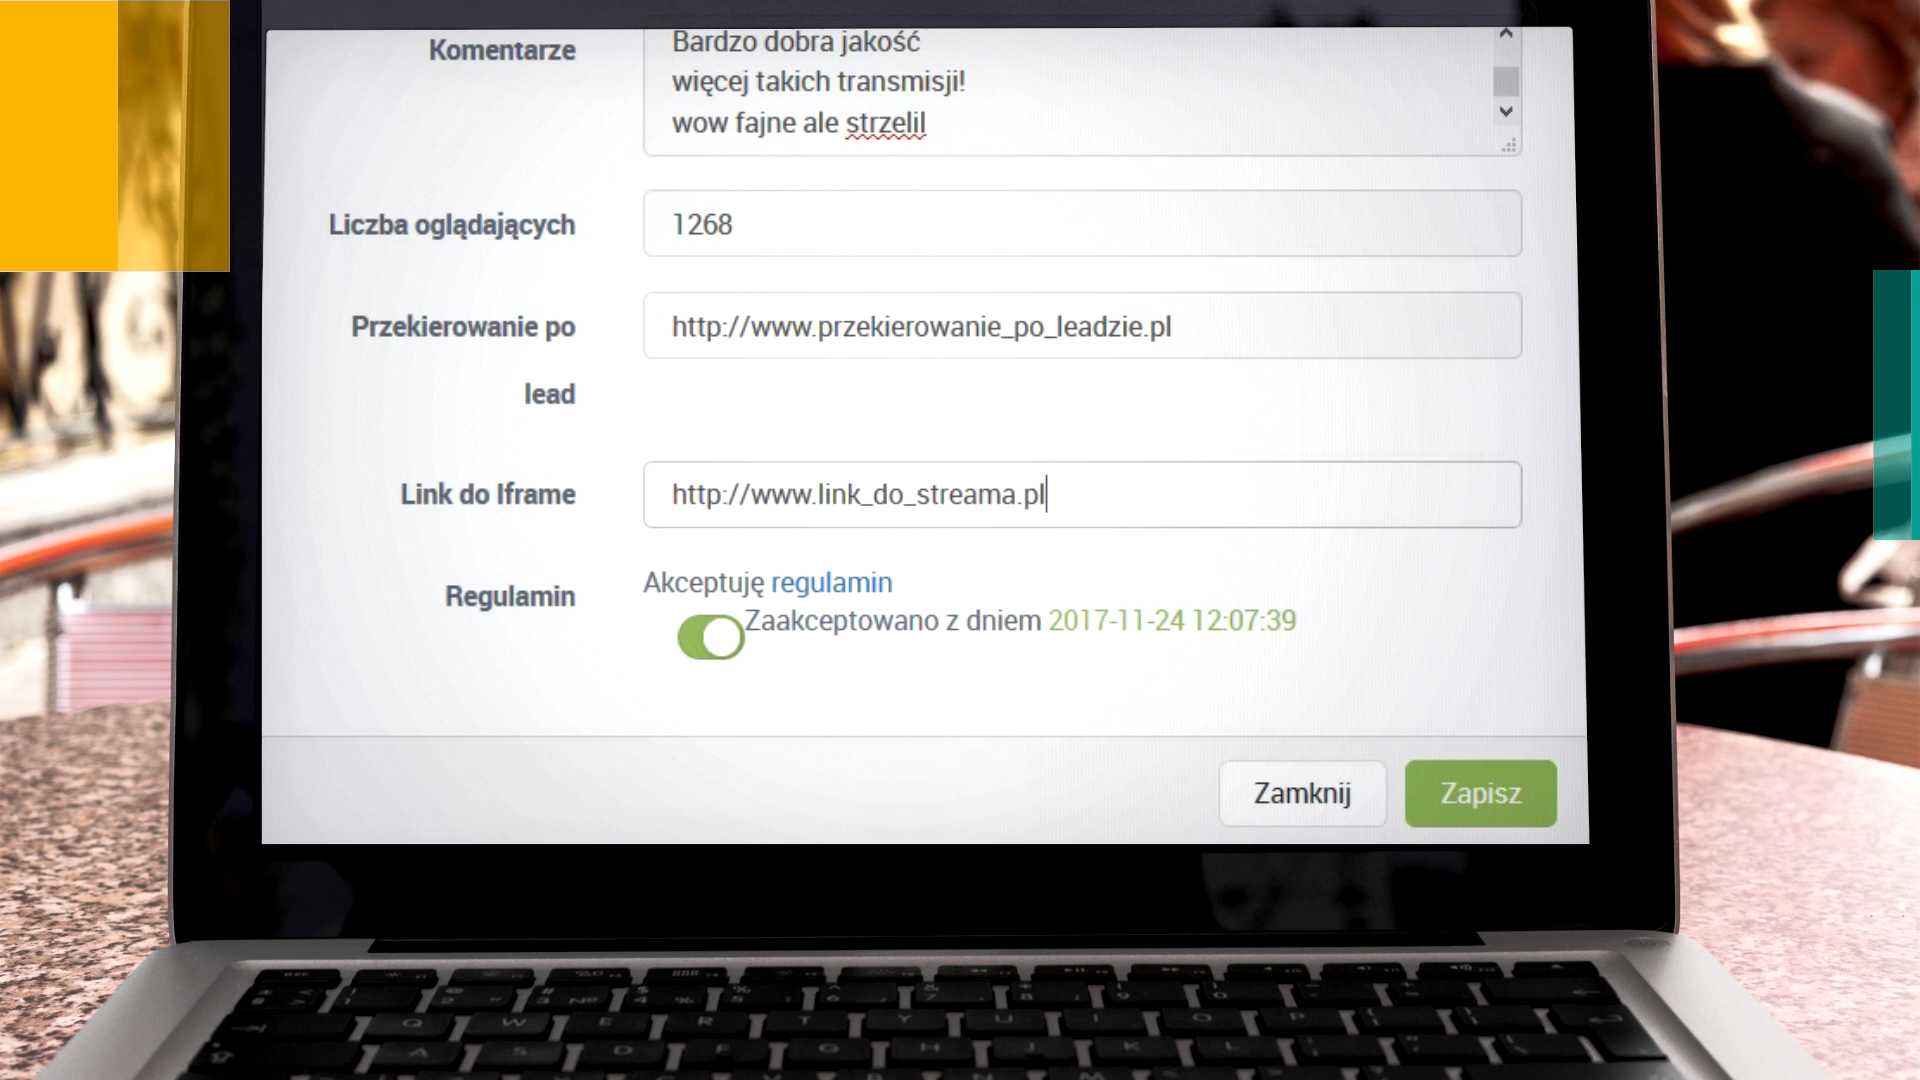 Komentarze
Bardzo dobra jakość
więcej takich transmisji!
wow fajne ale strzelil
Liczba oglądających
1268
Przekierowanie po
lead
http://www.przekierowanie_po_leadzie.pl
Link do Iframe
http://www.link_do_streama.pl
Regulamin
Akceptuję regulamin
Zaakceptowano z dniem 2017-11-24 12:07:39
Zamknij
Zapisz
Q W E R T Y U I O P
A S D F G H J K L